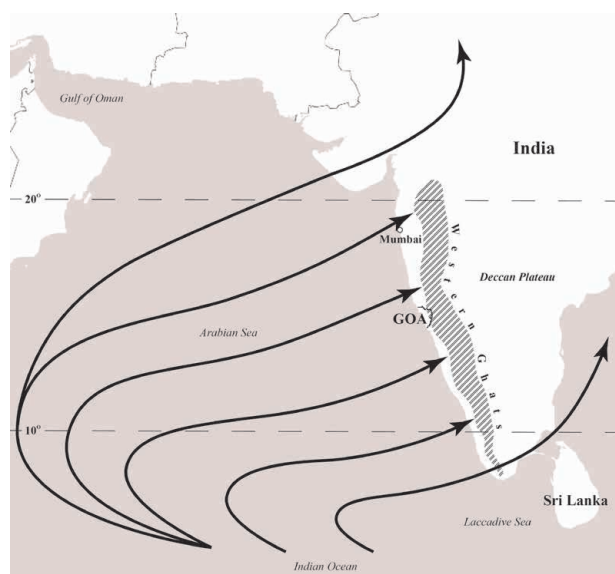 Gulf of Oman
India
20°
Mumbai
Western Ghats
Deccan Plateau
GOA
Arabian Sea
10°
Sri Lanka
Laccadive Sea
Indian Ocean